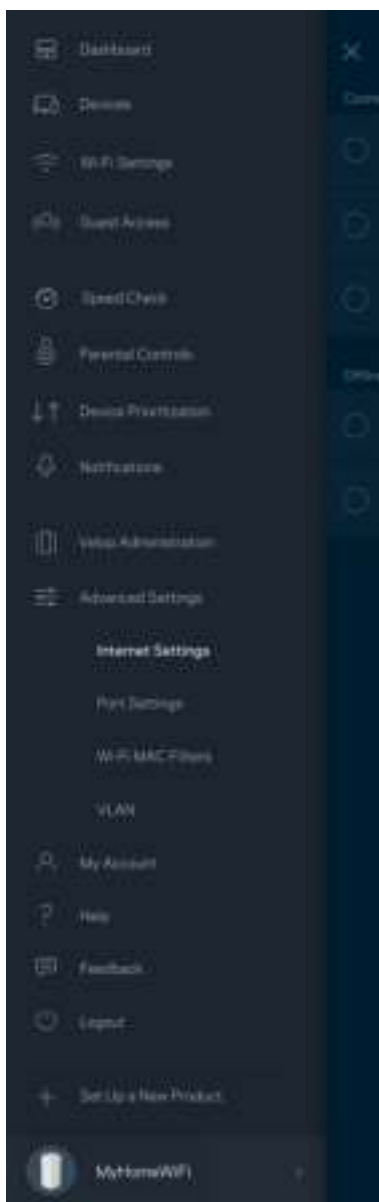 Dashboard
Devices
Wi-Fi Settings
Guest Access
Speed Check
Parental Controls
Device Prioritization
Notifications
Velop Administration
Advanced Settings
Internet Settings
Port Settings
Wi-Fi MAC Filters
VLAN
My Account
Help
Feedback
Logout
Set Up a New Product
MyHomeWiFi